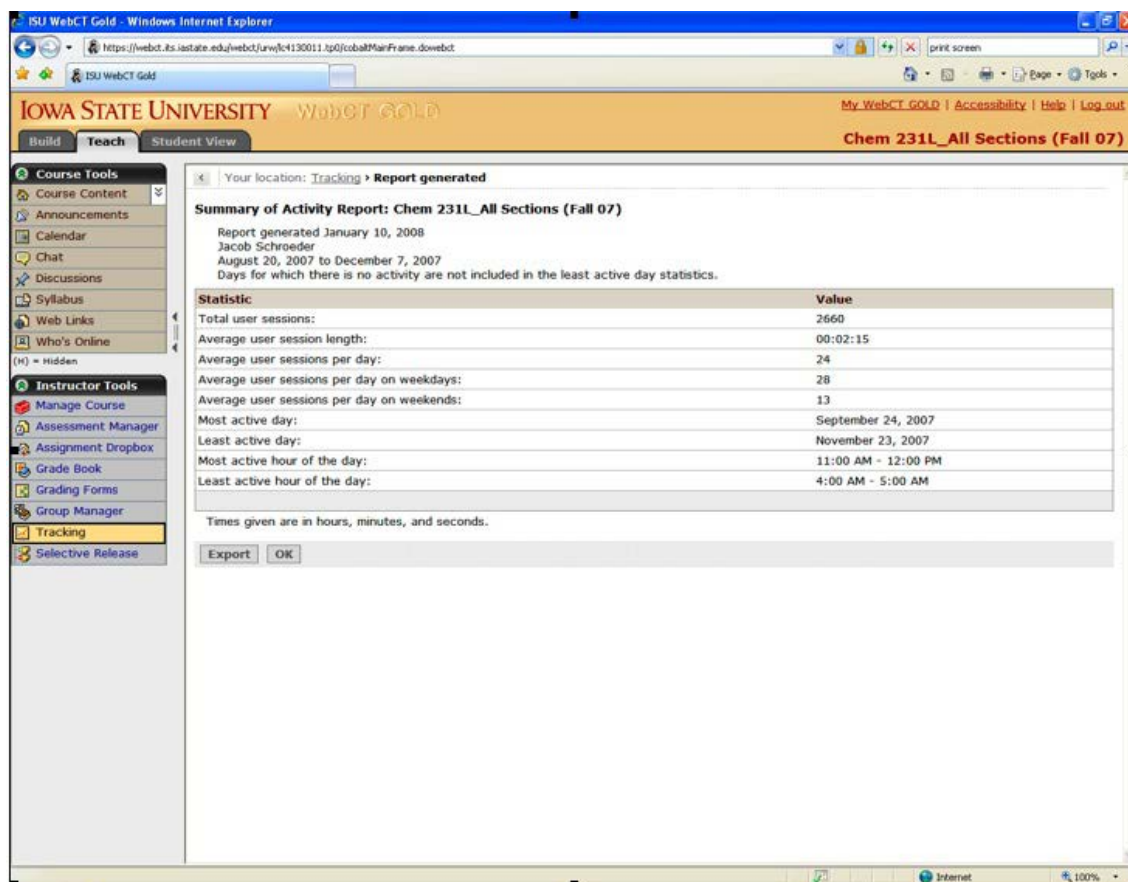 ISU WebCT Gold - Windows Internet Explorer
https://webct.its.iastate.edu/webct/urw/lc4130011.tp0/cobaltMainFrame.dowebct
print screen
ISU WebCT Gold
Page
Tools
IOWA STATE UNIVERSITY WebCT GOLD
My WebCT GOLD | Accessibility | Help | Log out
Build Teach Student View
Chem 231L_All Sections (Fall 07)
Course Tools
Course Content
Announcements
Calendar
Chat
Discussions
Syllabus
Web Links
Who's Online
(H) = Hidden
Instructor Tools
Manage Course
Assessment Manager
Assignment Dropbox
Grade Book
Grading Forms
Group Manager
Tracking
Selective Release
Your location: Tracking › Report generated
Summary of Activity Report: Chem 231L_All Sections (Fall 07)
Report generated January 10, 2008
Jacob Schroeder
August 20, 2007 to December 7, 2007
Days for which there is no activity are not included in the least active day statistics.
Statistic Value
Total user sessions: 2660
Average user session length: 00:02:15
Average user sessions per day: 24
Average user sessions per day on weekdays: 28
Average user sessions per day on weekends: 13
Most active day: September 24, 2007
Least active day: November 23, 2007
Most active hour of the day: 11:00 AM - 12:00 PM
Least active hour of the day: 4:00 AM - 5:00 AM
Times given are in hours, minutes, and seconds.
Export OK
Internet 100%